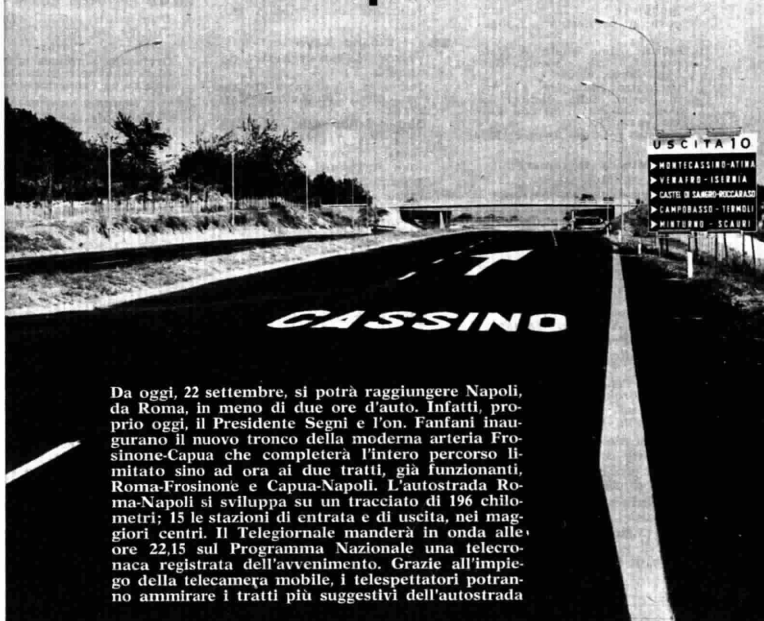 USCITA 10
MONTECASSINO-ATINA
VENAFRO-ISERNIA
CASTEL DI SANGRO-ROCCARASO
CAMPOBASSO-TERMOLI
MINTURNO-SCAURI
CASSINO
Da oggi, 22 settembre, si potrà raggiungere Napoli,
da Roma, in meno di due ore d'auto. Infatti, pro-
prio oggi, il Presidente Segni e l'on. Fanfani inau-
gurano il nuovo tronco della moderna arteria Fro-
sinone-Capua che completerà l'intero percorso li-
mitato sino ad ora ai due tratti, già funzionanti,
Roma-Frosinone e Capua-Napoli. L'autostrada Ro-
ma-Napoli si sviluppa su un tracciato di 196 chilo-
metri; 15 le stazioni di entrata e di uscita, nei mag-
giori centri. Il Telegiornale manderà in onda alle
ore 22,15 sul Programma Nazionale una telecro-
naca registrata dell'avvenimento. Grazie all'impie-
go della telecamera mobile, i telespettatori potran-
no ammirare i tratti più suggestivi dell'autostrada